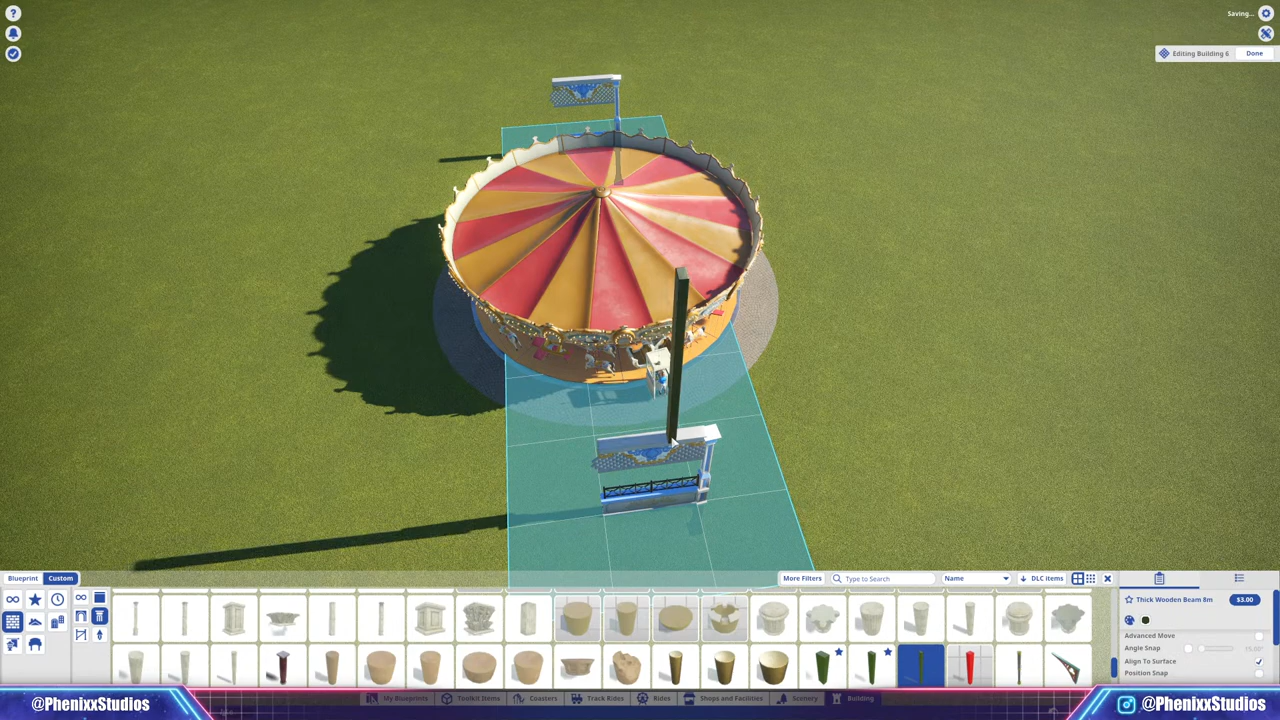 ?
Saving...
Editing Building 6
Done
Blueprint
Custom
More Filters
Type to Search
Name
DLC items
Thick Wooden Beam 8m
$3.00
Advanced Move
Angle Snap
15.00°
Align To Surface
Position Snap
@PhenixxStudios
My Blueprints
Toolkit Items
Coasters
Track Rides
Rides
Shops and Facilities
Scenery
Building
@PhenixxStudios